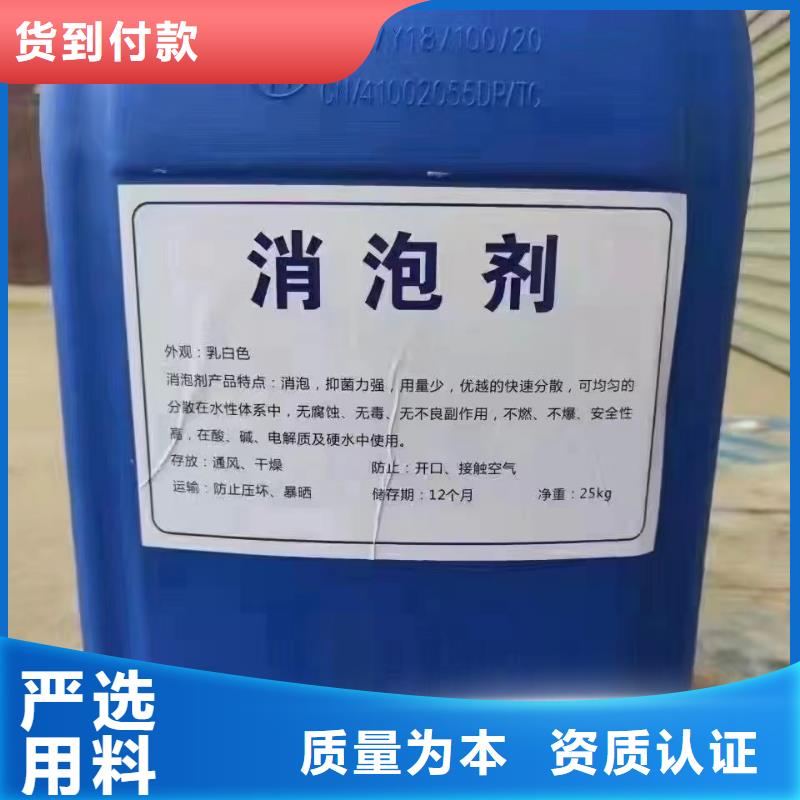 货到付款
/Y18/100/20
CN/41002055DP/TC
消泡剂
外观：乳白色
消泡剂产品特点：消泡，抑菌力强，用量少，优越的快速分散，可均匀的
分散在水性体系中，无腐蚀、无毒、无不良副作用，不燃、不爆、安全性
高，在酸、碱、电解质及硬水中使用。
存放：通风、干燥 防止：开口、接触空气
运输：防止压坏、暴晒 储存期：12个月 净重：25kg
严选
用料
质量为本 资质认证